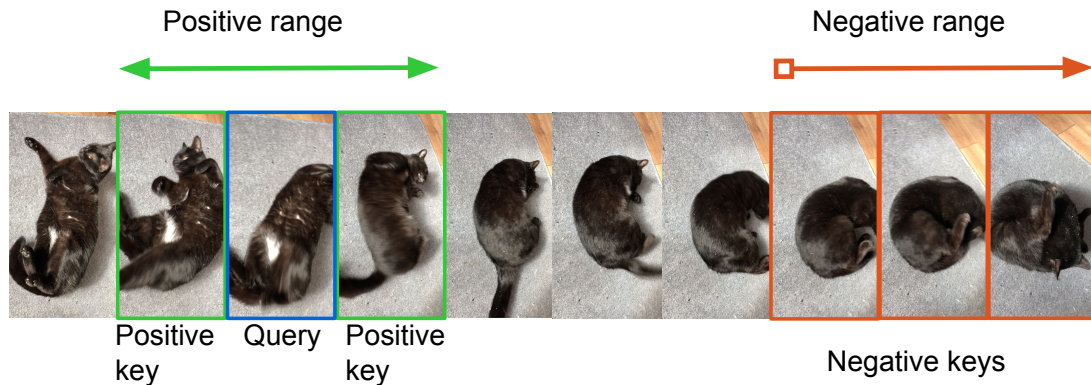 Positive range
Negative range
Positive
key
Query
Positive
key
Negative keys